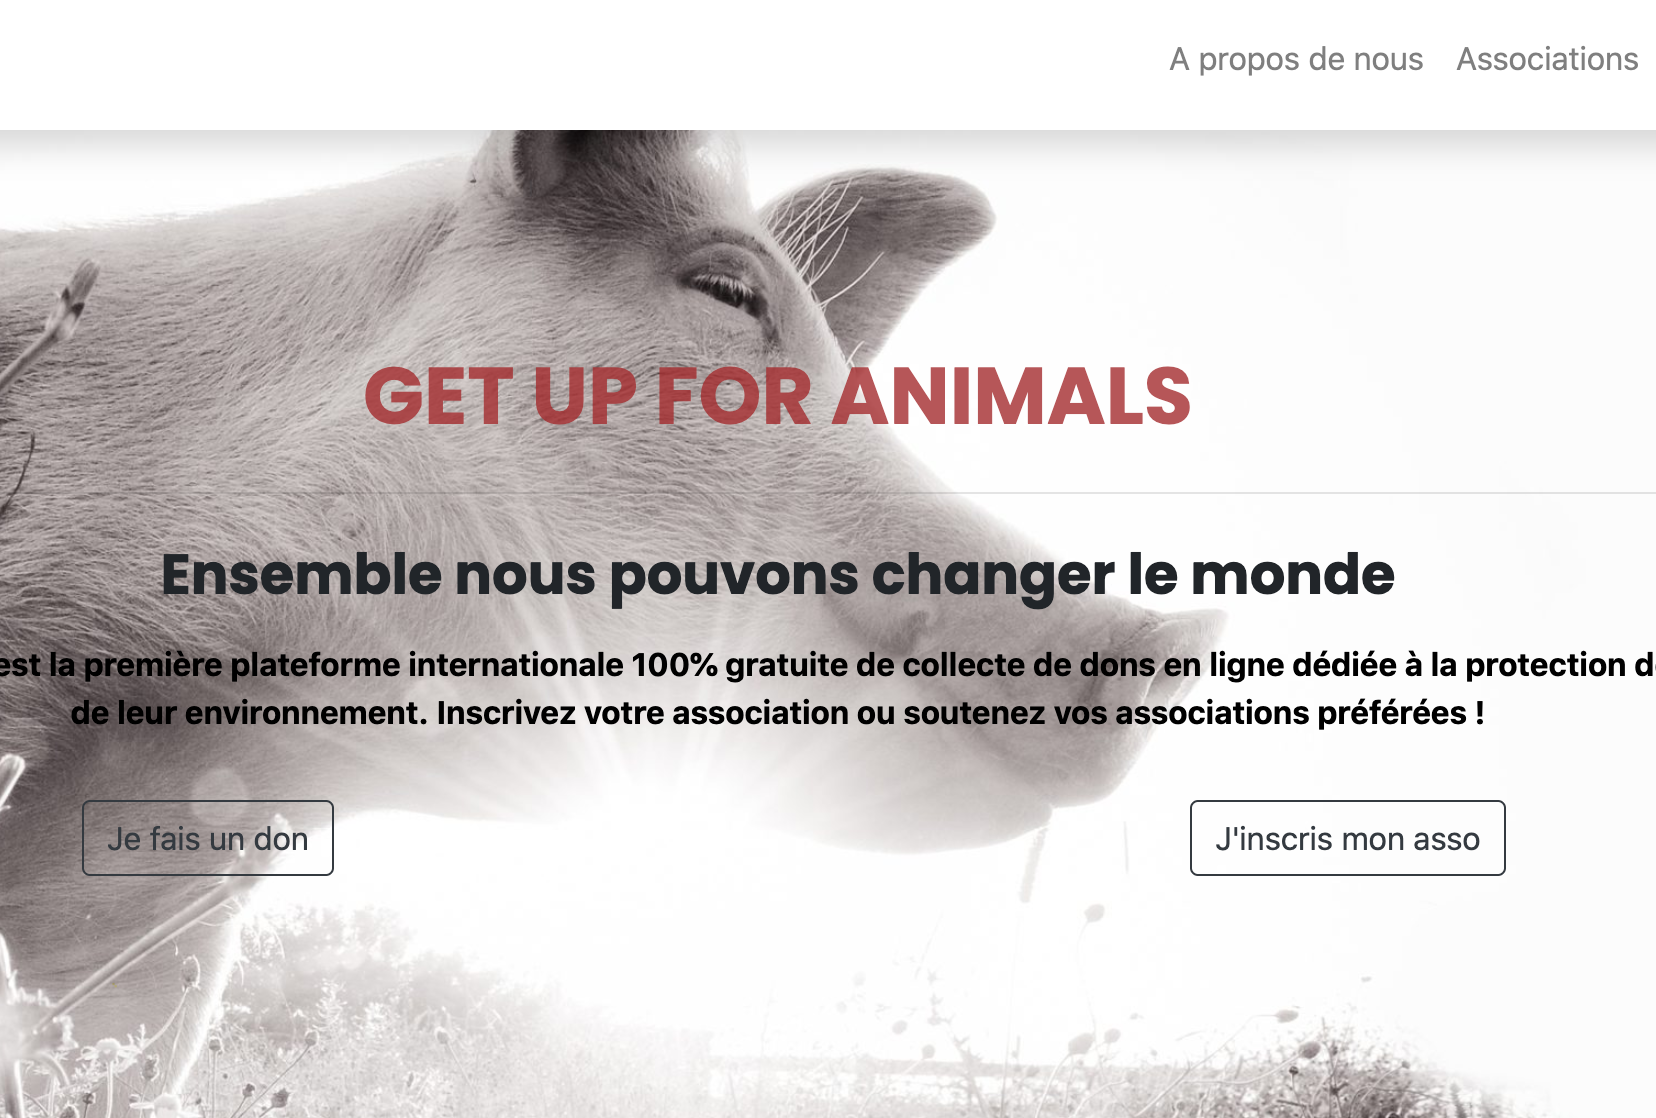 A propos de nous Associations
GET UP FOR ANIMALS
Ensemble nous pouvons changer le monde
est la première plateforme internationale 100% gratuite de collecte de dons en ligne dédiée à la protection
de leur environnement. Inscrivez votre association ou soutenez vos associations préférées !
Je fais un don J'inscris mon asso